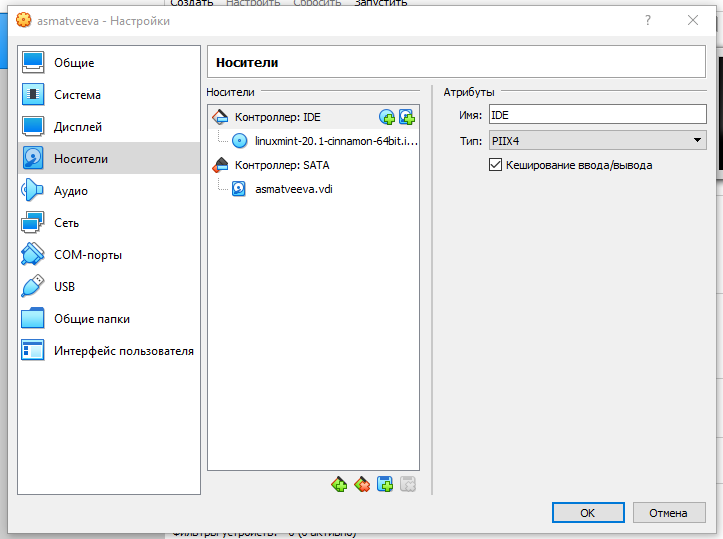 Создать Настроить Сбросить Запустить
asmatveeva - Настройки
Общие
Система
Дисплей
Носители
Аудио
Сеть
COM-порты
USB
Общие папки
Интерфейс пользователя
Носители
Носители
Контроллер: IDE
linuxmint-20.1-cinnamon-64bit.i...
Контроллер: SATA
asmatveeva.vdi
Атрибуты
Имя: IDE
Тип: PIIX4
Кеширование ввода/вывода
OK Отмена
Фильтры устройств: 0 (0 активно)